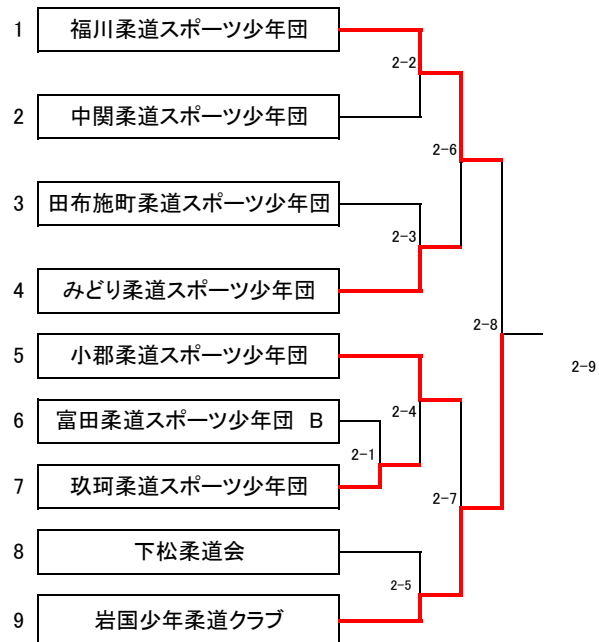 1 福川柔道スポーツ少年団
2-2
2 中関柔道スポーツ少年団
2-6
3 田布施町柔道スポーツ少年団
2-3
4 みどり柔道スポーツ少年団
2-8
5 小郡柔道スポーツ少年団
2-9
6 富田柔道スポーツ少年団 B
2-4
2-1
7 玖珂柔道スポーツ少年団
2-7
8 下松柔道会
2-5
9 岩国少年柔道クラブ